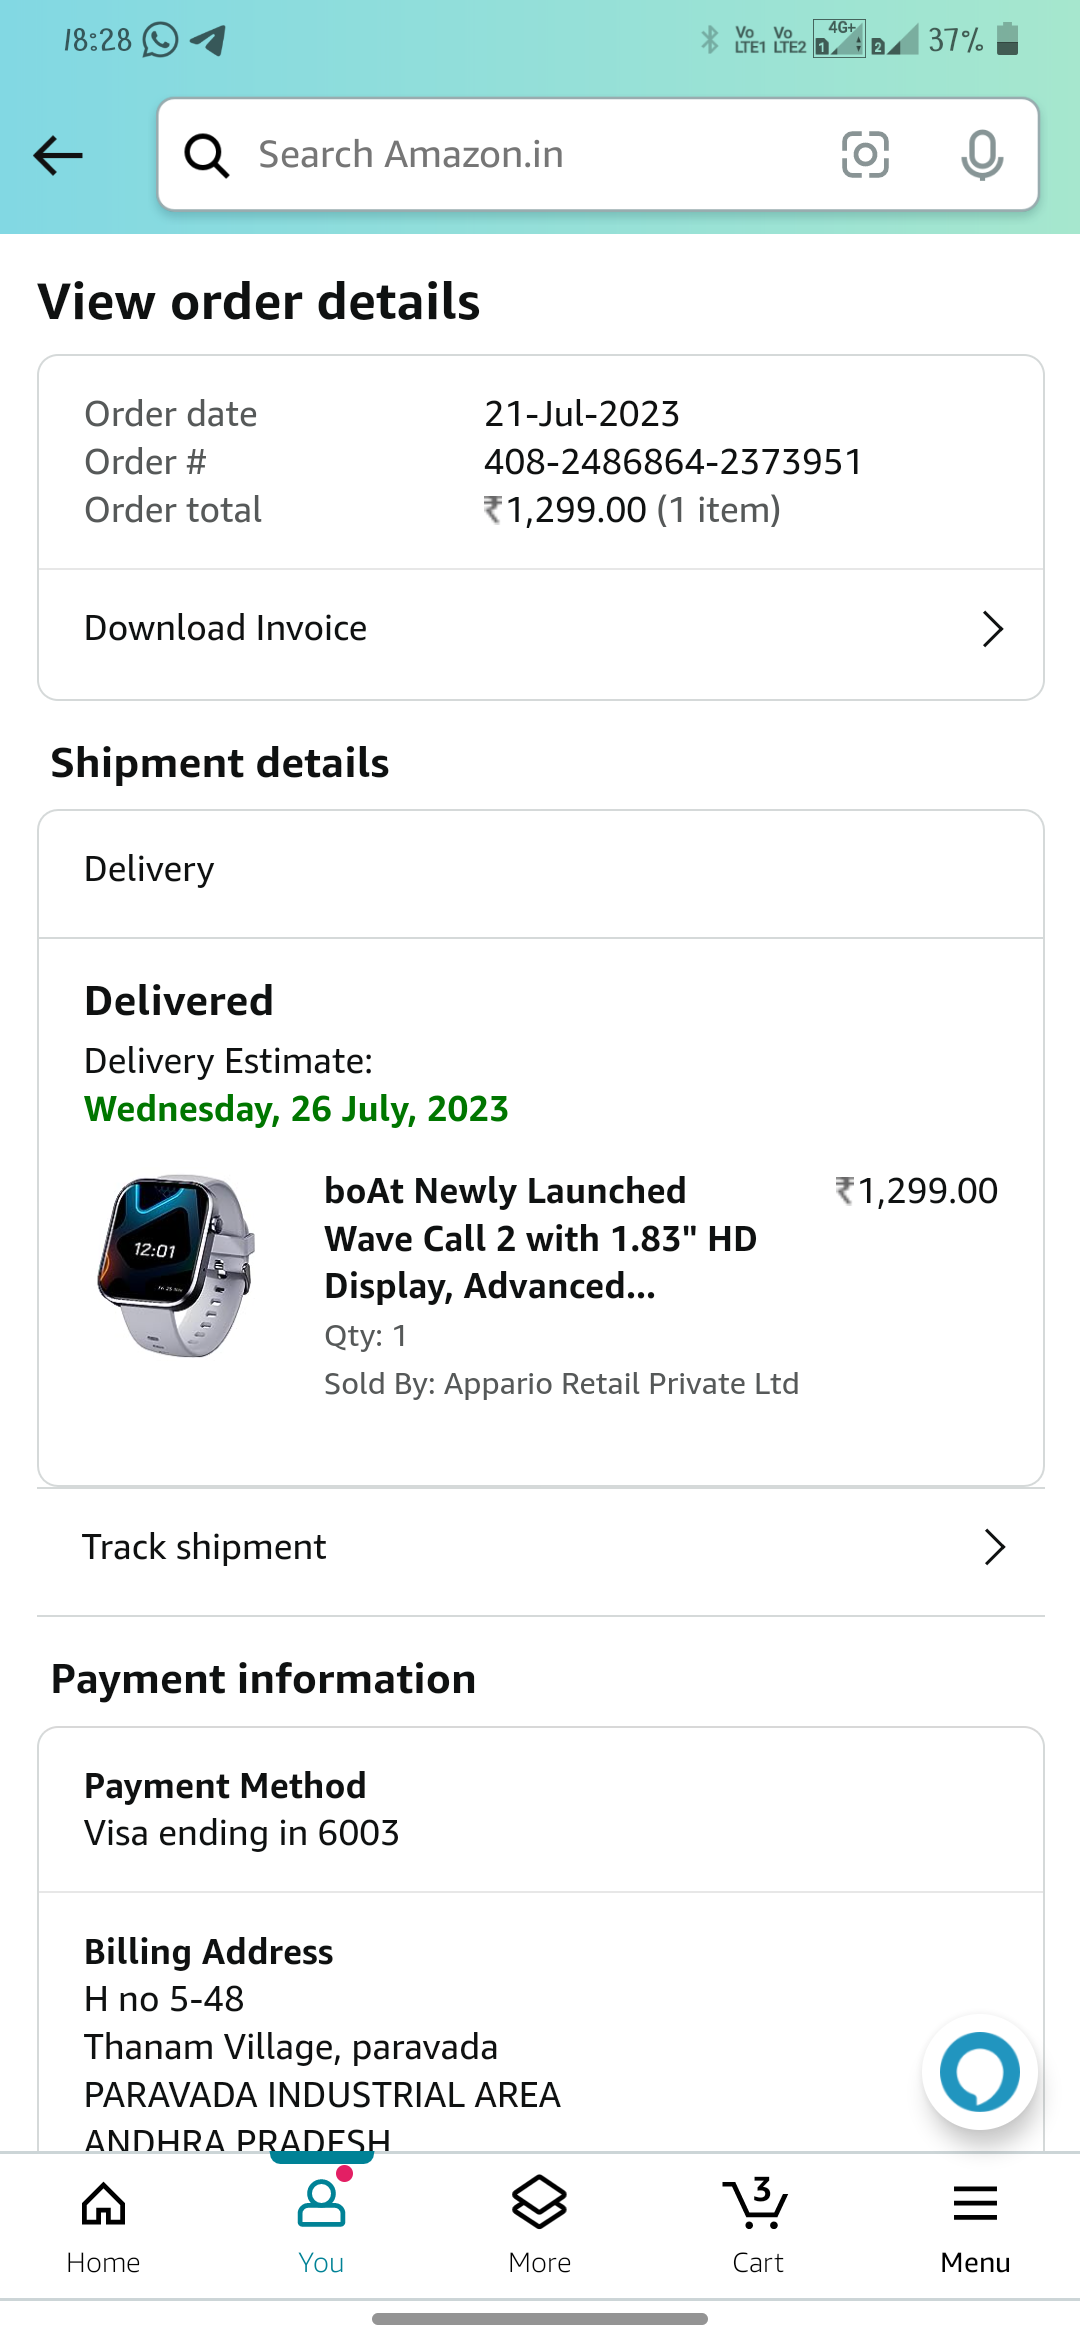 18:28
Vo LTE1 Vo LTE2 4G+ 1 2 37%
Search Amazon.in
View order details
Order date 21-Jul-2023
Order # 408-2486864-2373951
Order total ₹1,299.00 (1 item)
Download Invoice
Shipment details
Delivery
Delivered
Delivery Estimate:
Wednesday, 26 July, 2023
12:01
boAt Newly Launched ₹1,299.00
Wave Call 2 with 1.83" HD
Display, Advanced...
Qty: 1
Sold By: Appario Retail Private Ltd
Track shipment
Payment information
Payment Method
Visa ending in 6003
Billing Address
H no 5-48
Thanam Village, paravada
PARAVADA INDUSTRIAL AREA
ANDHRA PRADESH
3
Home You More Cart Menu